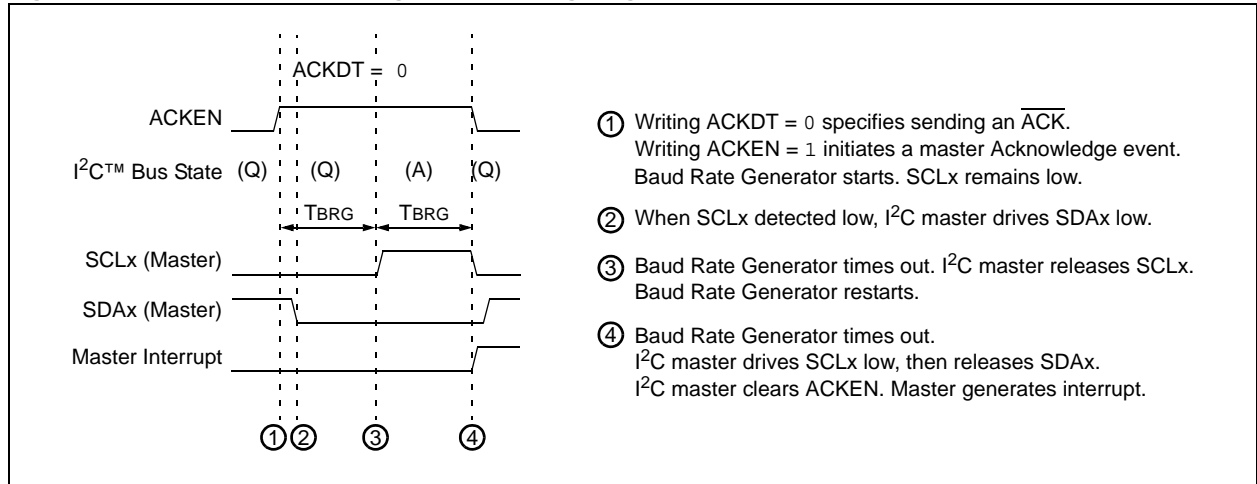 ACKDT = 0
ACKEN
I²C™ Bus State (Q) (Q) (A) (Q)
TBRG TBRG
SCLx (Master)
SDAx (Master)
Master Interrupt
① ② ③ ④
① Writing ACKDT = 0 specifies sending an A̅C̅K̅.
Writing ACKEN = 1 initiates a master Acknowledge event.
Baud Rate Generator starts. SCLx remains low.
② When SCLx detected low, I²C master drives SDAx low.
③ Baud Rate Generator times out. I²C master releases SCLx.
Baud Rate Generator restarts.
④ Baud Rate Generator times out.
I²C master drives SCLx low, then releases SDAx.
I²C master clears ACKEN. Master generates interrupt.